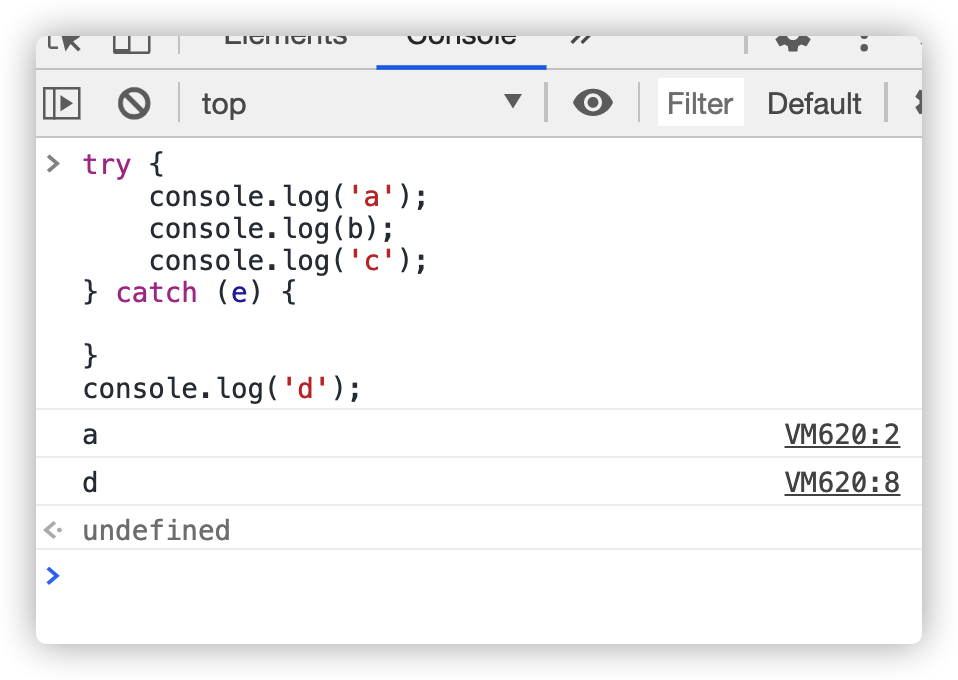 Elements Console »
top Filter Default
> try {
    console.log('a');
    console.log(b);
    console.log('c');
} catch (e) {
}
console.log('d');
a VM620:2
d VM620:8
undefined
>